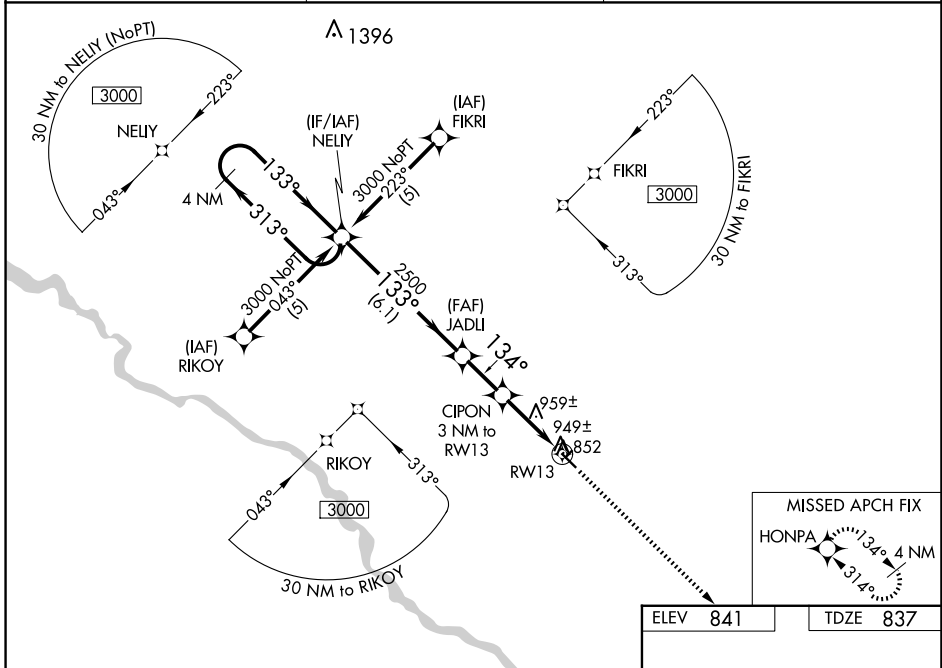 1396
30 NM to NELIY (NoPT)
3000
223°
NELIY
043°
(IF/IAF)
NELIY
(IAF)
FIKRI
3000 NoPT
223°
(5)
133°
4 NM
313°
3000 NoPT
043°
(5)
(IAF)
RIKOY
2500
133°
(6.1)
(FAF)
JADLI
134°
CIPON
3 NM to
RW13
959±
949±
852
RW13
223°
FIKRI
3000
30 NM to FIKRI
313°
RIKOY
043°
313°
3000
30 NM to RIKOY
MISSED APCH FIX
HONPA
134°
4 NM
314°
ELEV 841
TDZE 837